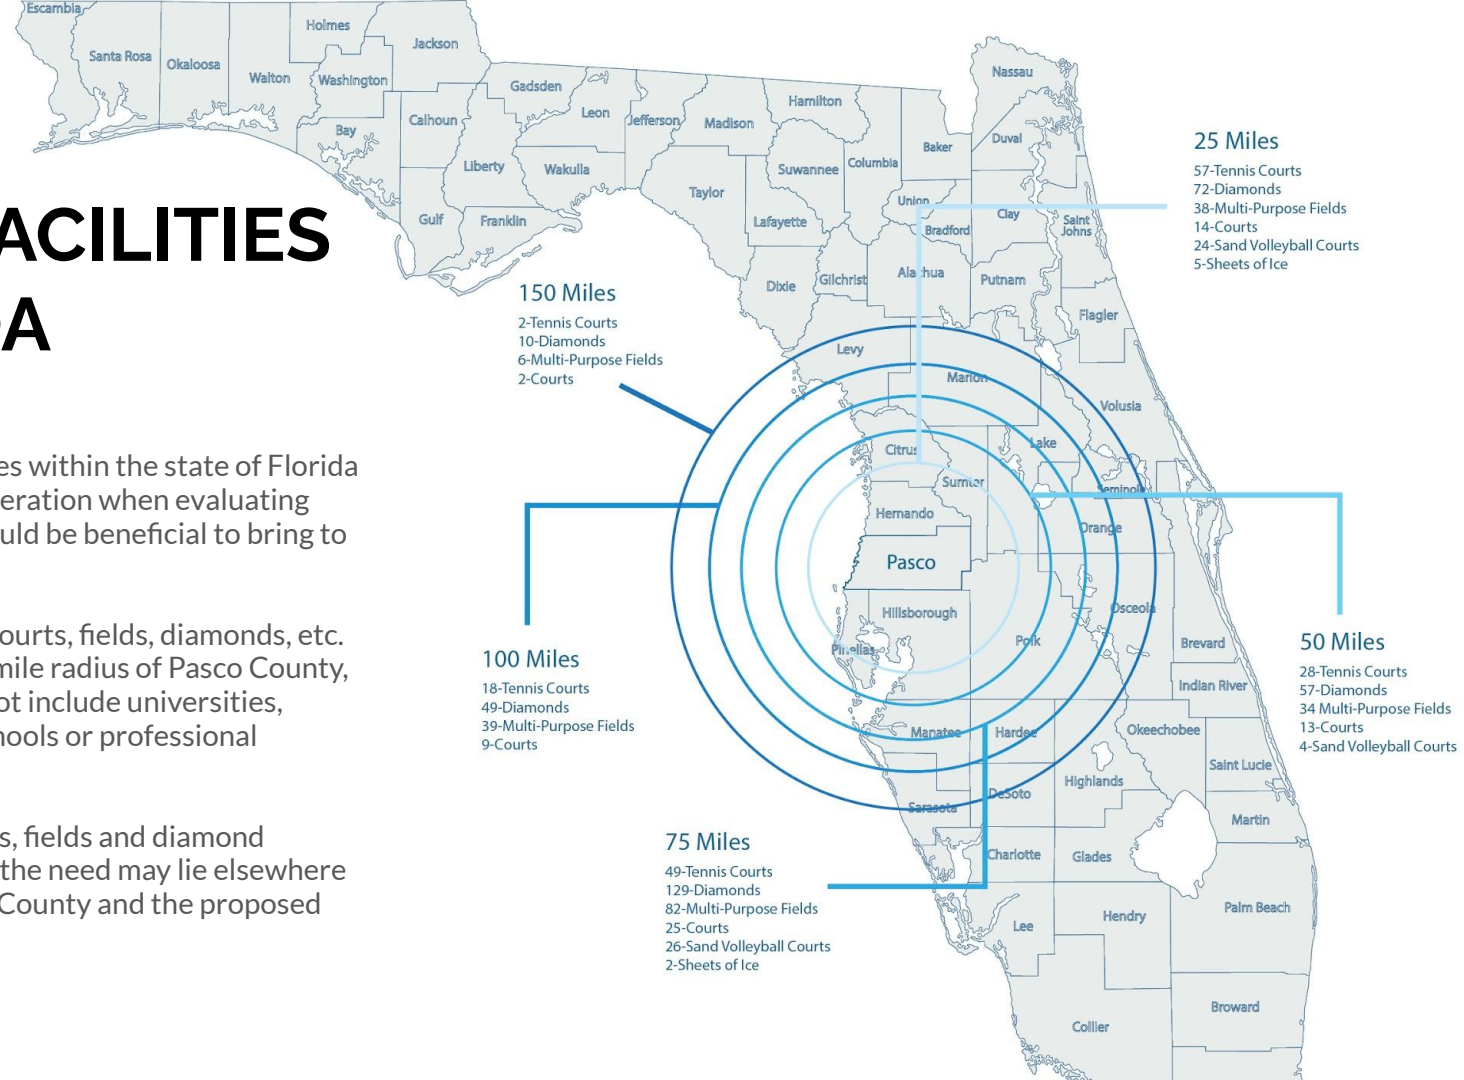 ACILITIES
DA
es within the state of Florida
eration when evaluating
uld be beneficial to bring to
ourts, fields, diamonds, etc.
mile radius of Pasco County,
ot include universities,
hools or professional
s, fields and diamond
the need may lie elsewhere
County and the proposed
Escambia
Santa Rosa
Okaloosa
Walton
Holmes
Washington
Jackson
Bay
Calhoun
Gulf
Liberty
Franklin
Gadsden
Leon
Wakulla
Jefferson
Madison
Taylor
Hamilton
Suwannee
Lafayette
Dixie
Columbia
Gilchrist
Baker
Union
Bradford
Alachua
Nassau
Duval
Clay
Saint
Johns
Putnam
Flagler
Levy
Marion
Volusia
Citrus
Lake
Sumter
Seminole
Hernando
Orange
Pasco
Hillsborough
Pinellas
Polk
Osceola
Brevard
Indian River
Manatee
Hardee
Okeechobee
Saint Lucie
Highlands
Sarasota
DeSoto
Martin
Charlotte
Glades
Palm Beach
Lee
Hendry
Broward
Collier
25 Miles
57-Tennis Courts
72-Diamonds
38-Multi-Purpose Fields
14-Courts
24-Sand Volleyball Courts
5-Sheets of Ice
150 Miles
2-Tennis Courts
10-Diamonds
6-Multi-Purpose Fields
2-Courts
100 Miles
18-Tennis Courts
49-Diamonds
39-Multi-Purpose Fields
9-Courts
50 Miles
28-Tennis Courts
57-Diamonds
34 Multi-Purpose Fields
13-Courts
4-Sand Volleyball Courts
75 Miles
49-Tennis Courts
129-Diamonds
82-Multi-Purpose Fields
25-Courts
26-Sand Volleyball Courts
2-Sheets of Ice